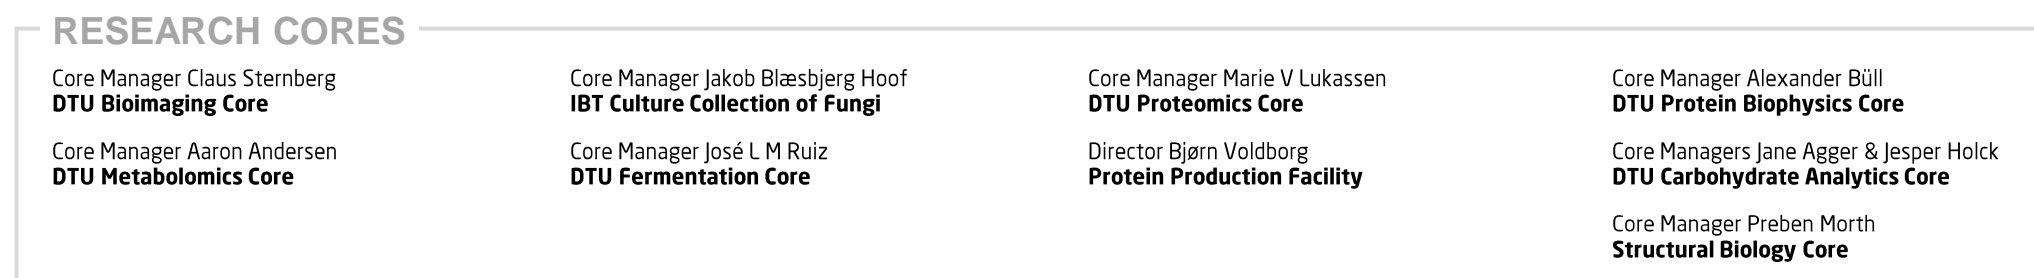 RESEARCH CORES
Core Manager Claus Sternberg
DTU Bioimaging Core
Core Manager Aaron Andersen
DTU Metabolomics Core
Core Manager Jakob Blæsbjerg Hoof
IBT Culture Collection of Fungi
Core Manager José L M Ruiz
DTU Fermentation Core
Core Manager Marie V Lukassen
DTU Proteomics Core
Director Bjørn Voldborg
Protein Production Facility
Core Manager Alexander Büll
DTU Protein Biophysics Core
Core Managers Jane Agger & Jesper Holck
DTU Carbohydrate Analytics Core
Core Manager Preben Morth
Structural Biology Core